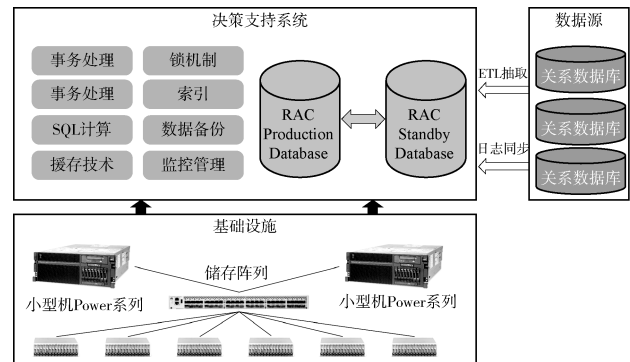 决策支持系统
数据源
事务处理
锁机制
事务处理
索引
SQL计算
数据备份
援存技术
监控管理
RAC
Production
Database
RAC
Standby
Database
ETL抽取
日志同步
关系数据库
关系数据库
关系数据库
基础设施
储存阵列
小型机Power系列
小型机Power系列